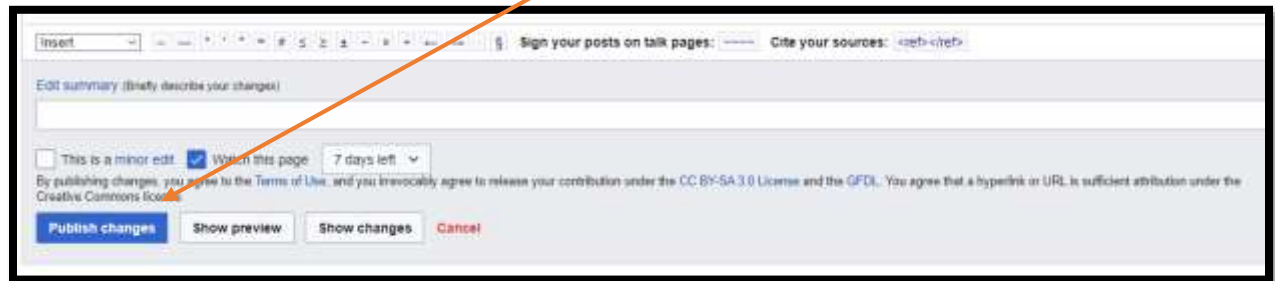 Insert Sign your posts on talk pages: ~~~~ Cite your sources: <ref></ref>
Edit summary (Briefly describe your changes)
This is a minor edit Watch this page 7 days left
By publishing changes, you agree to the Terms of Use, and you irrevocably agree to release your contribution under the CC BY-SA 3.0 License and the GFDL. You agree that a hyperlink or URL is sufficient attribution under the
Creative Commons license
Publish changes Show preview Show changes Cancel